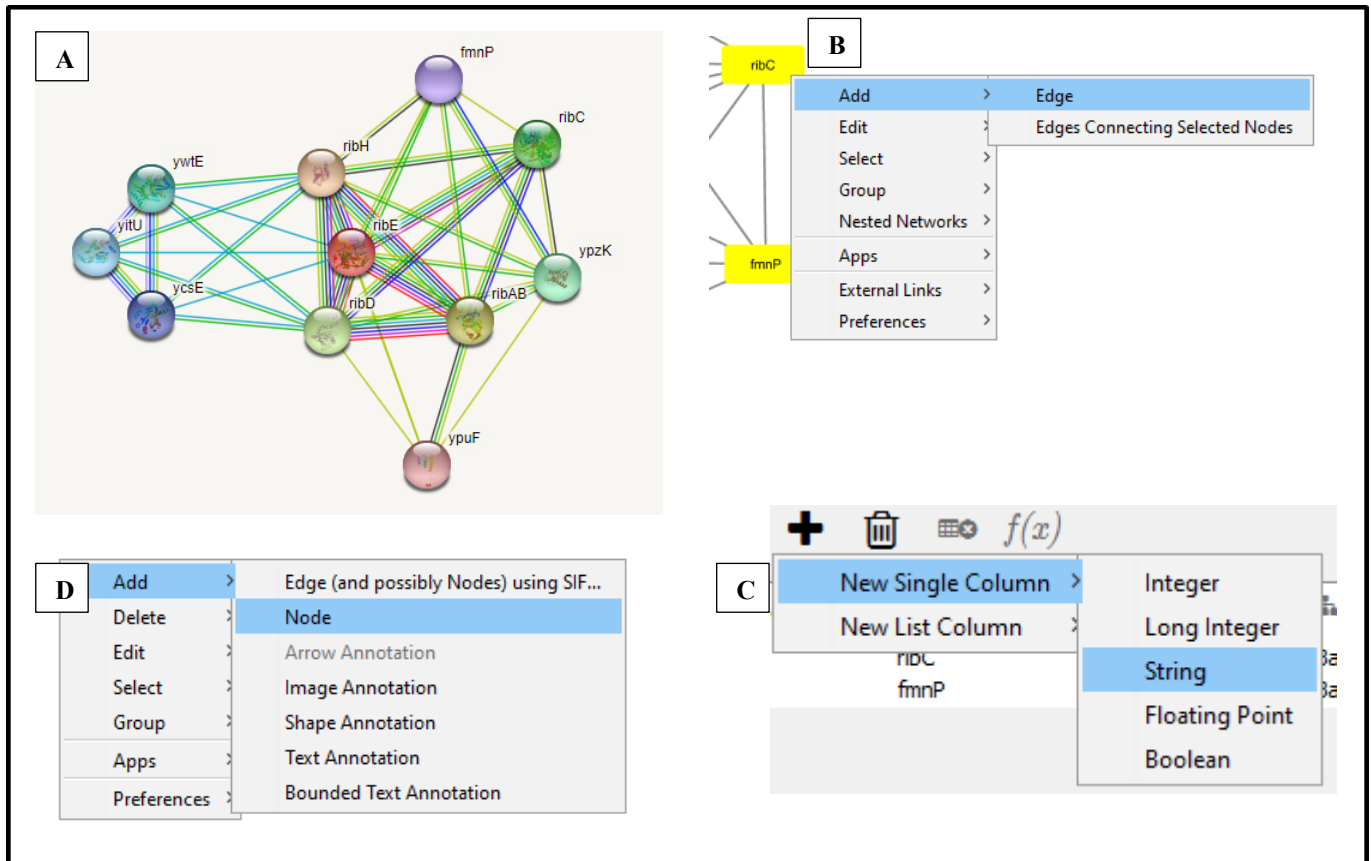 A
fmnP
ribC
ribH
ywtE
ribE
yitU
ypzK
ycsE
ribAB
ribD
ypuF
B
ribC
fmnP
Add
Edit
Select
Group
Nested Networks
Apps
External Links
Preferences
Edge
Edges Connecting Selected Nodes
D
Add
Delete
Edit
Select
Group
Apps
Preferences
Edge (and possibly Nodes) using SIF...
Node
Arrow Annotation
Image Annotation
Shape Annotation
Text Annotation
Bounded Text Annotation
C
f(x)
New Single Column
New List Column
ribC
fmnP
Integer
Long Integer
String
Floating Point
Boolean